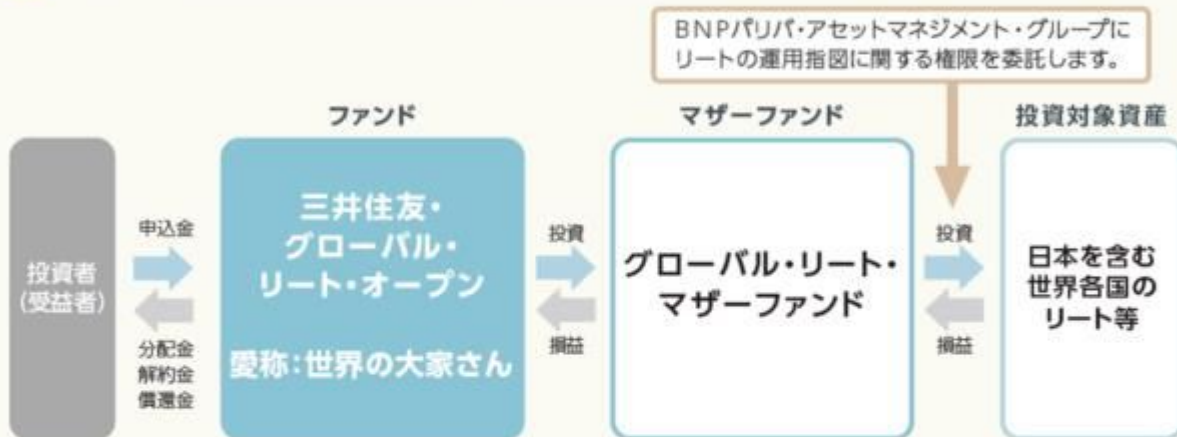 BNPパリバ・アセットマネジメント・グループに
リートの運用指図に関する権限を委託します。
ファンド
マザーファンド
投資対象資産
投資者
(受益者)
申込金
分配金
解約金
償還金
三井住友・
グローバル・
リート・オープン
愛称:世界の大家さん
投資
損益
グローバル・リート・
マザーファンド
投資
損益
日本を含む
世界各国の
リート等